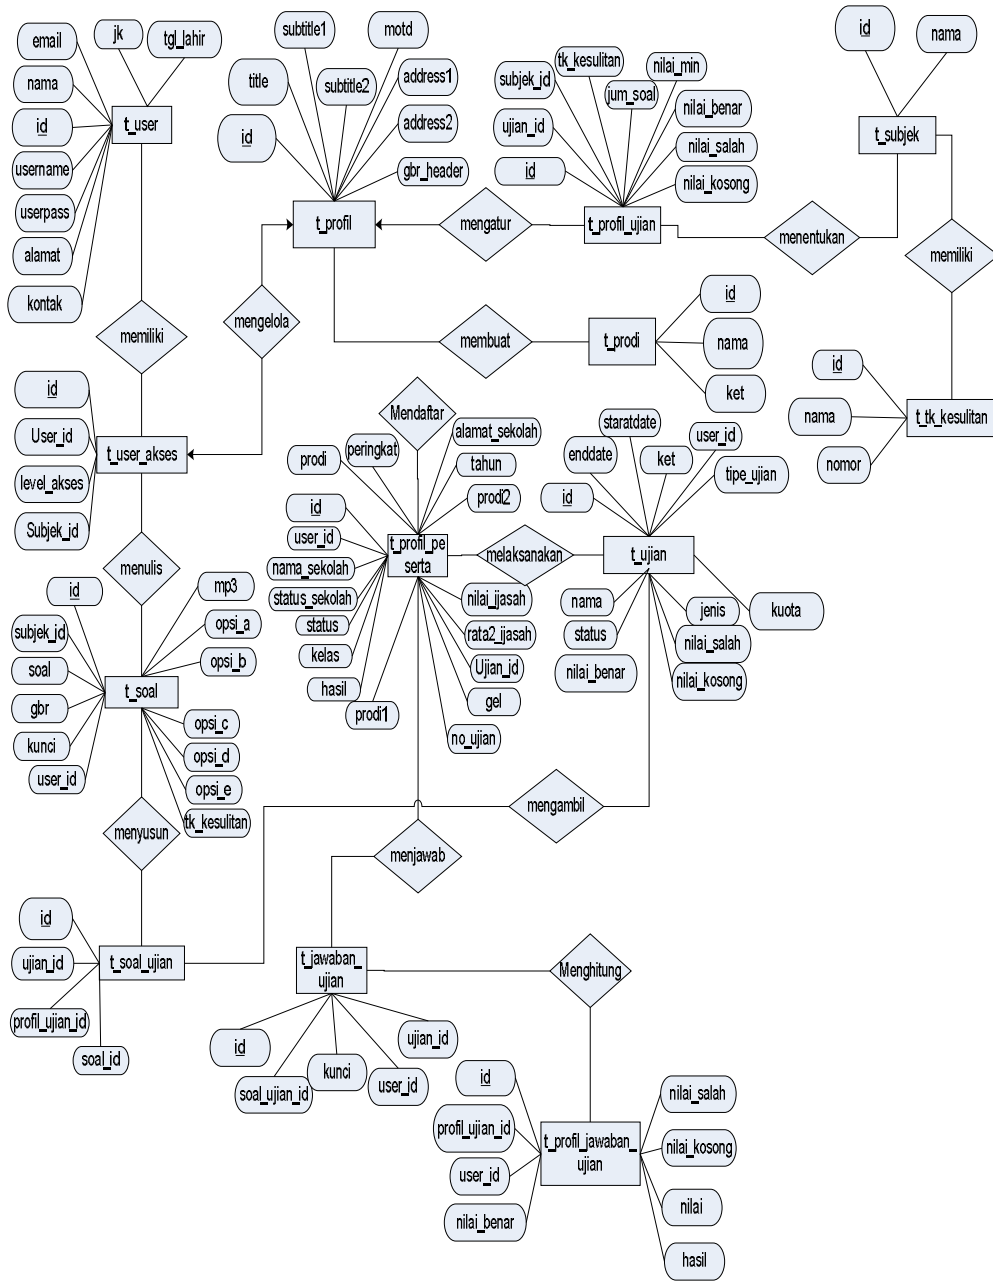 email
jk
tgl_lahir
nama
id
username
userpass
alamat
kontak
t_user
memiliki
subtitle1
motd
title
subtitle2
address1
address2
id
gbr_header
t_profil
mengelola
mengatur
tk_kesulitan
nilai_min
subjek_id
jum_soal
nilai_benar
ujian_id
nilai_salah
id
nilai_kosong
t_profil_ujian
menentukan
id
nama
t_subjek
memiliki
membuat
t_prodi
id
nama
ket
id
nama
nomor
t_tk_kesulitan
id
User_id
level_akses
Subjek_id
t_user_akses
menulis
Mendaftar
prodi
peringkat
alamat_sekolah
tahun
prodi2
id
user_id
nama_sekolah
status_sekolah
status
kelas
hasil
prodi1
t_profil_pe
serta
nilai_ijasah
rata2_ijasah
Ujian_id
gel
no_ujian
melaksanakan
staratdate
user_id
enddate
ket
tipe_ujian
id
t_ujian
nama
status
nilai_benar
jenis
nilai_salah
nilai_kosong
kuota
id
mp3
subjek_id
opsi_a
soal
opsi_b
gbr
kunci
user_id
t_soal
opsi_c
opsi_d
opsi_e
tk_kesulitan
menyusun
mengambil
menjawab
id
ujian_id
profil_ujian_id
soal_id
t_soal_ujian
t_jawaban_
ujian
Menghitung
id
soal_ujian_id
kunci
user_id
ujian_id
id
profil_ujian_id
user_id
nilai_benar
t_profil_jawaban_
ujian
nilai_salah
nilai_kosong
nilai
hasil